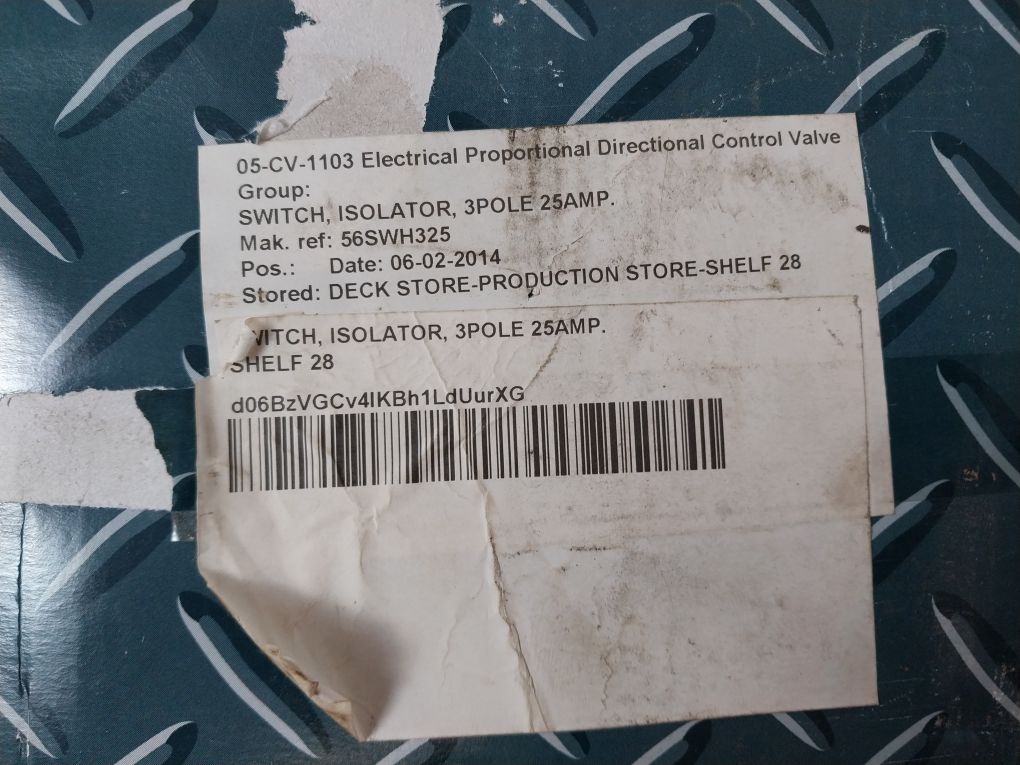 05-CV-1103 Electrical Proportional Directional Control Valve
Group:
SWITCH, ISOLATOR, 3POLE 25AMP.
Mak. ref: 56SWH325
Pos.: Date: 06-02-2014
Stored: DECK STORE-PRODUCTION STORE-SHELF 28
WITCH, ISOLATOR, 3POLE 25AMP.
SHELF 28
d06BzVGCv4IKBh1LdUurXG